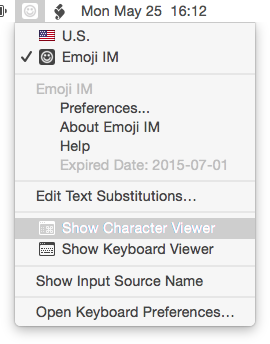 Mon May 25 16:12
U.S.
Emoji IM
Emoji IM
Preferences...
About Emoji IM
Help
Expired Date: 2015-07-01
Edit Text Substitutions…
Show Character Viewer
Show Keyboard Viewer
Show Input Source Name
Open Keyboard Preferences…